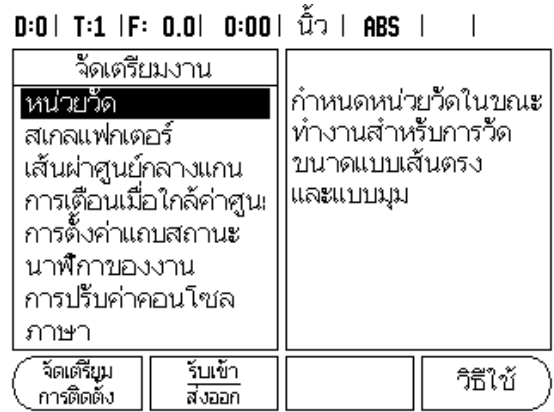 D:0 | T:1 | F: 0.0 | 0:00 | นิ้ว | ABS | |
จัดเตรียมงาน
หน่วยวัด
สเกลแฟกเตอร์
เส้นผ่าศูนย์กลางแกน
การเตือนเมื่อใกล้ค่าศูน
การตั้งค่าแถบสถานะ
นาฬิกาของงาน
การปรับค่าคอนโซล
ภาษา
กำหนดหน่วยวัดในขณะ
ทำงานสำหรับการวัด
ขนาดแบบเส้นตรง
และแบบมุม
จัดเตรียม
การติดตั้ง
รับเข้า
ส่งออก
วิธีใช้